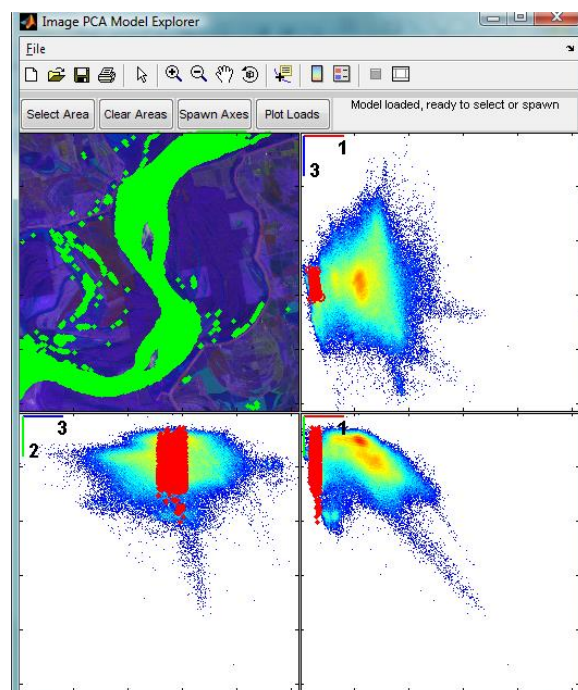 Image PCA Model Explorer
File
Select Area Clear Areas Spawn Axes Plot Loads Model loaded, ready to select or spawn
1
3
3
2
1